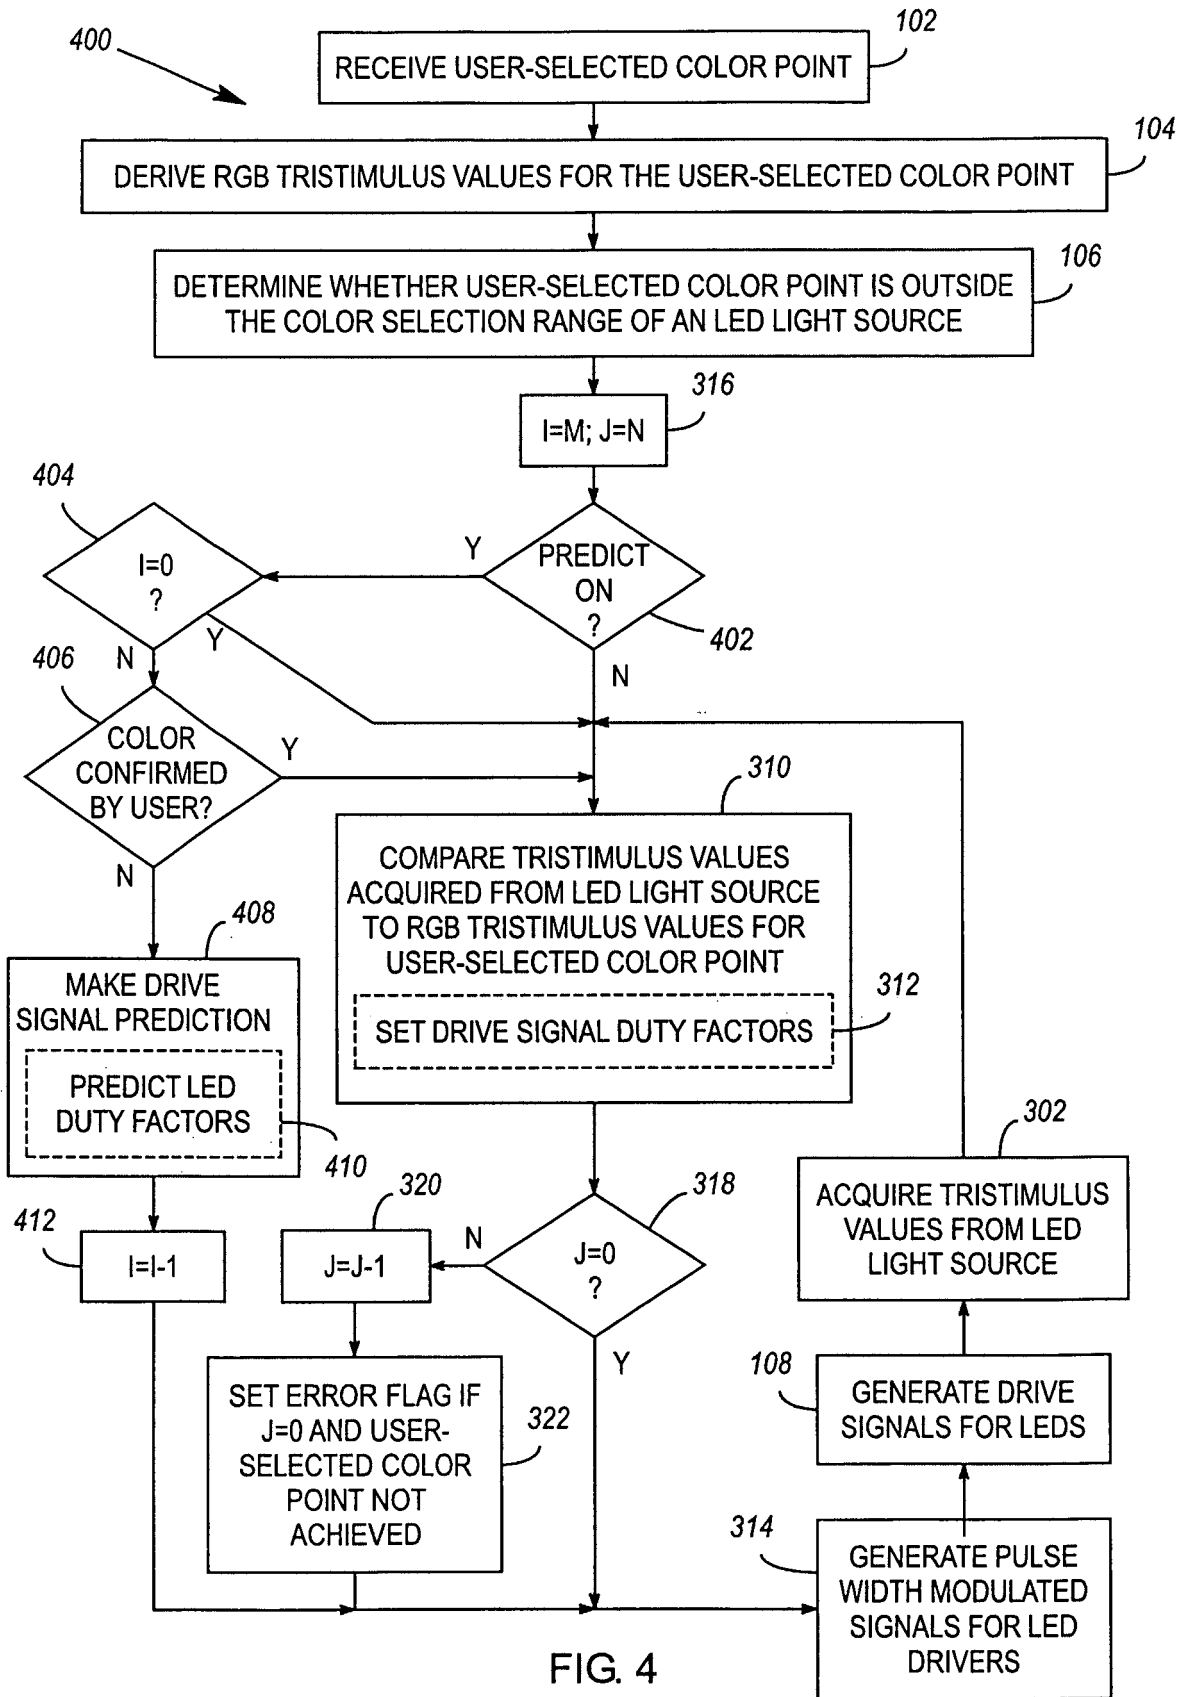 400
102
RECEIVE USER-SELECTED COLOR POINT
104
DERIVE RGB TRISTIMULUS VALUES FOR THE USER-SELECTED COLOR POINT
106
DETERMINE WHETHER USER-SELECTED COLOR POINT IS OUTSIDE
THE COLOR SELECTION RANGE OF AN LED LIGHT SOURCE
316
I=M; J=N
404
I=0
?
Y
N
Y
PREDICT
ON
?
402
N
406
COLOR
CONFIRMED
BY USER?
Y
N
310
COMPARE TRISTIMULUS VALUES
ACQUIRED FROM LED LIGHT SOURCE
TO RGB TRISTIMULUS VALUES FOR
USER-SELECTED COLOR POINT
312
SET DRIVE SIGNAL DUTY FACTORS
408
MAKE DRIVE
SIGNAL PREDICTION
PREDICT LED
DUTY FACTORS
410
412
I=I-1
320
J=J-1
N
318
J=0
?
Y
SET ERROR FLAG IF
J=0 AND USER-
SELECTED COLOR
POINT NOT
ACHIEVED
322
302
ACQUIRE TRISTIMULUS
VALUES FROM LED
LIGHT SOURCE
108
GENERATE DRIVE
SIGNALS FOR LEDS
314
GENERATE PULSE
WIDTH MODULATED
SIGNALS FOR LED
DRIVERS
FIG. 4